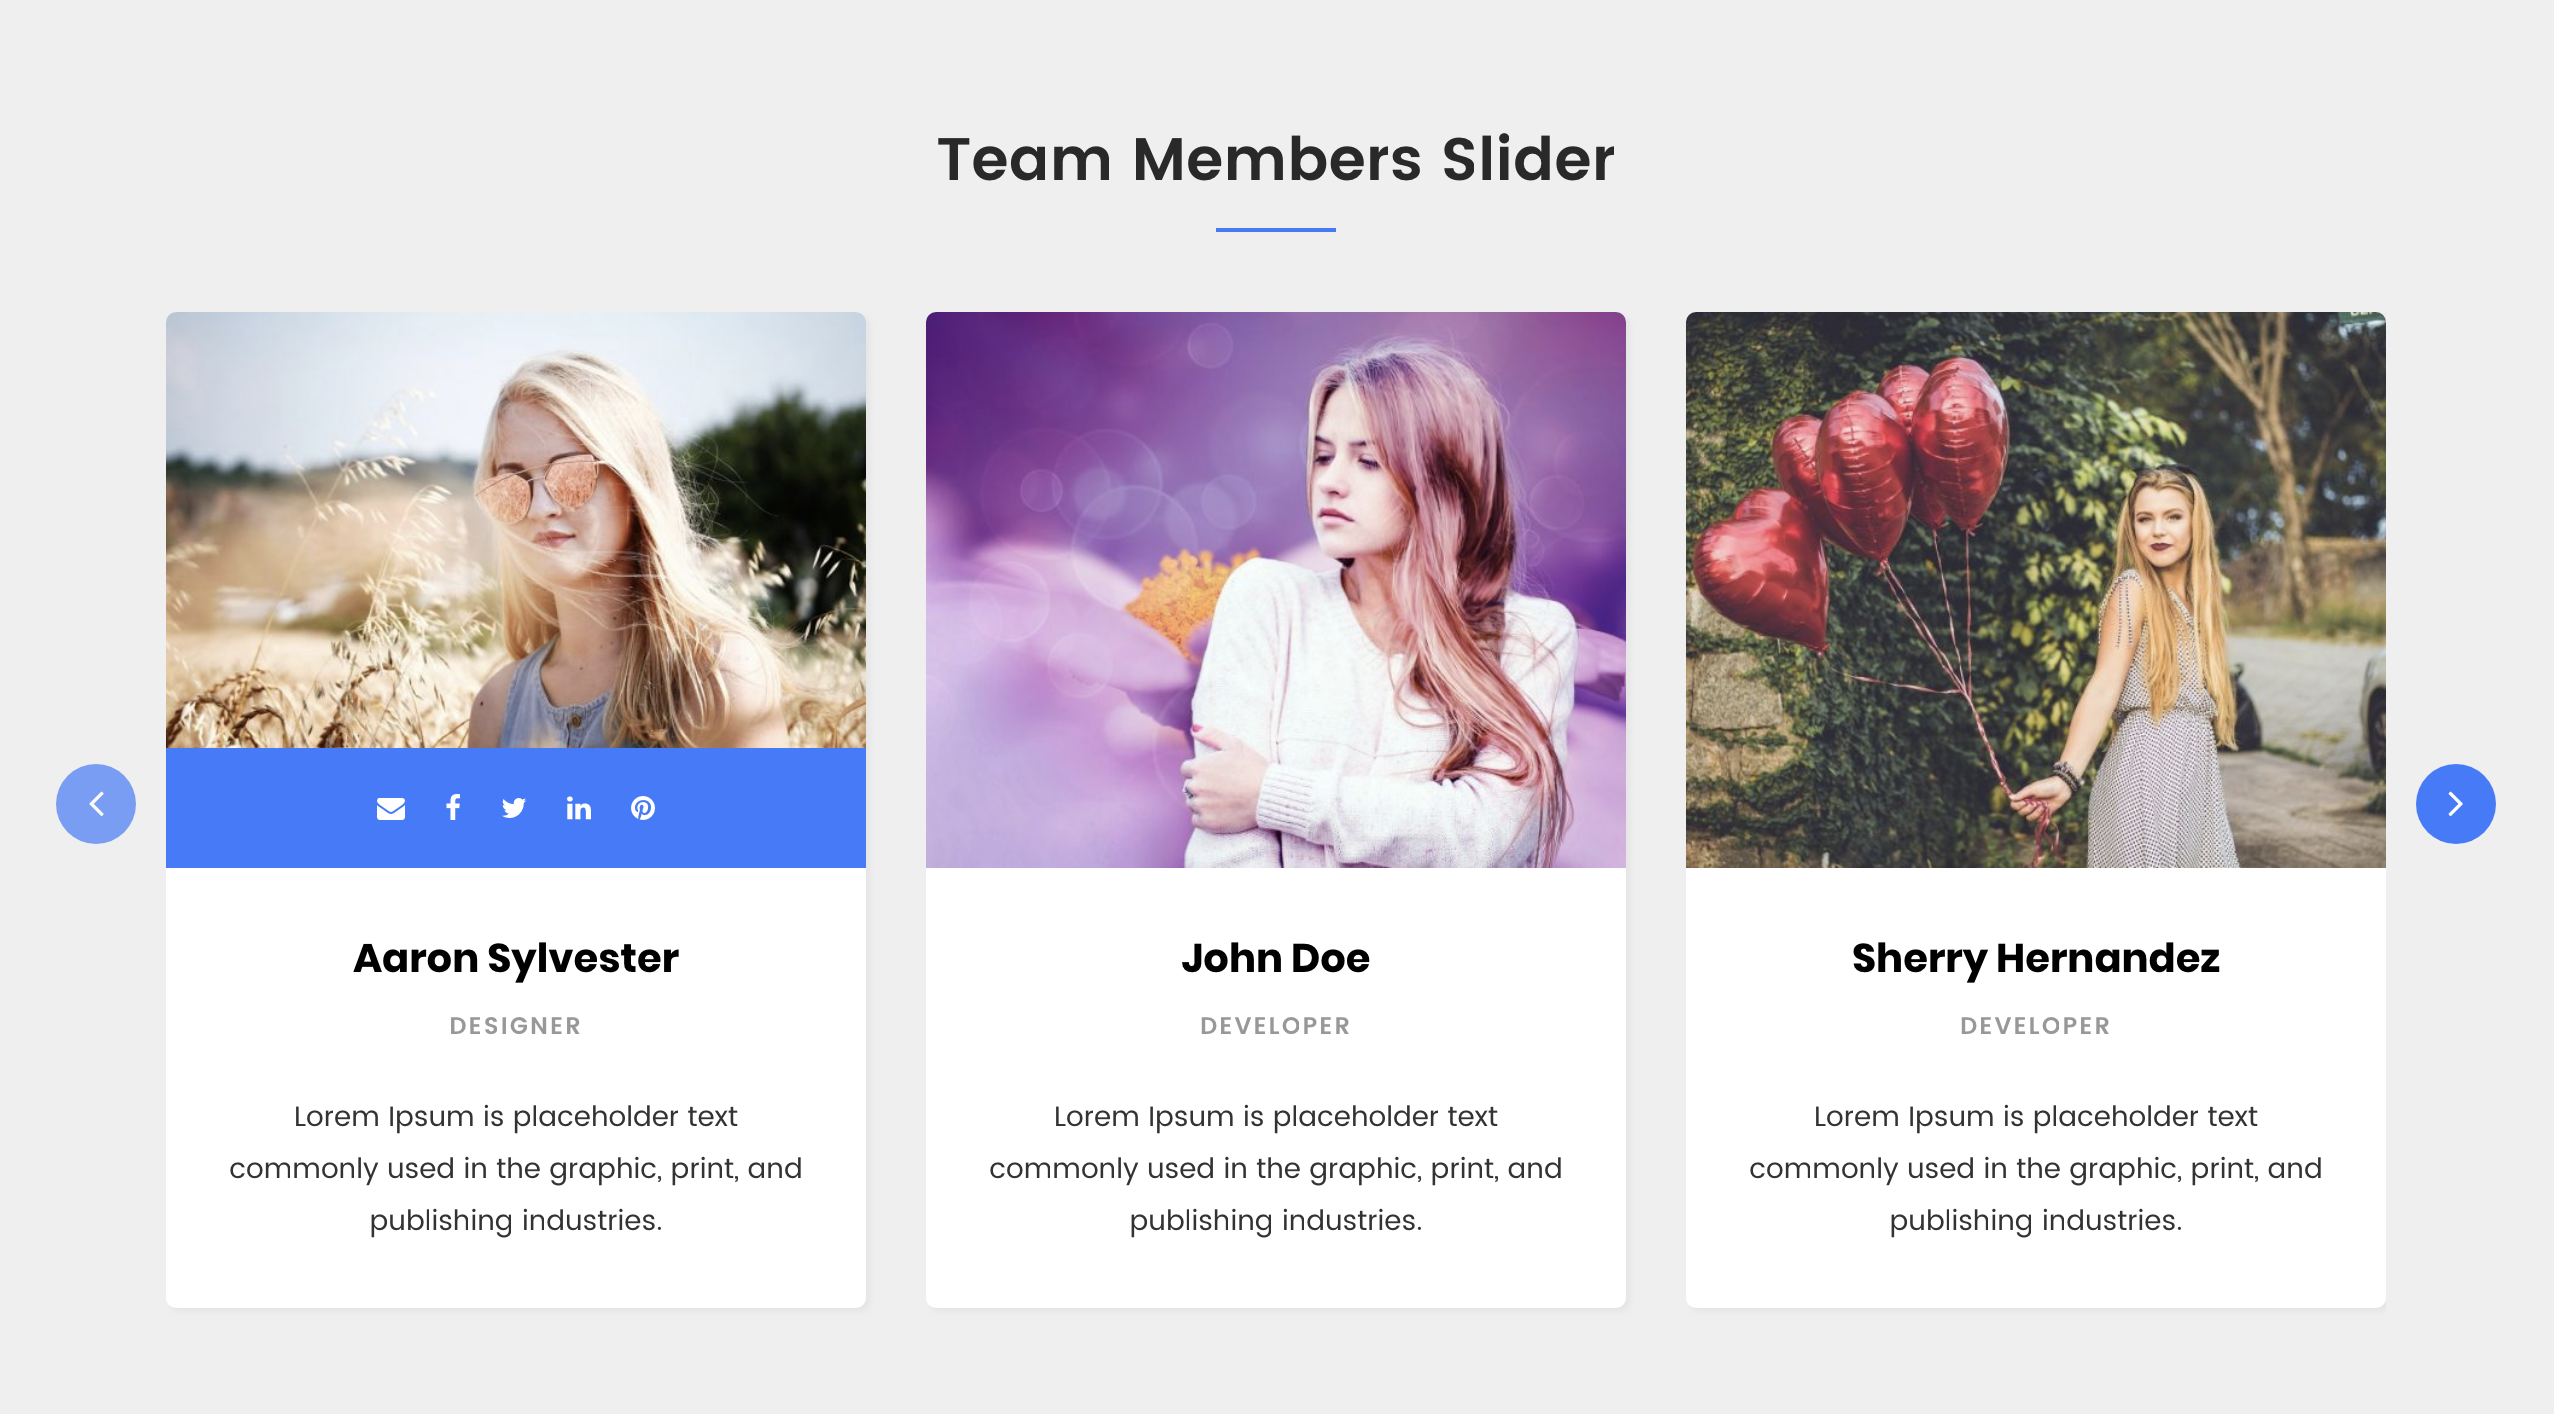 Team Members Slider
Aaron Sylvester
DESIGNER
Lorem Ipsum is placeholder text
commonly used in the graphic, print, and
publishing industries.
John Doe
DEVELOPER
Lorem Ipsum is placeholder text
commonly used in the graphic, print, and
publishing industries.
Sherry Hernandez
DEVELOPER
Lorem Ipsum is placeholder text
commonly used in the graphic, print, and
publishing industries.